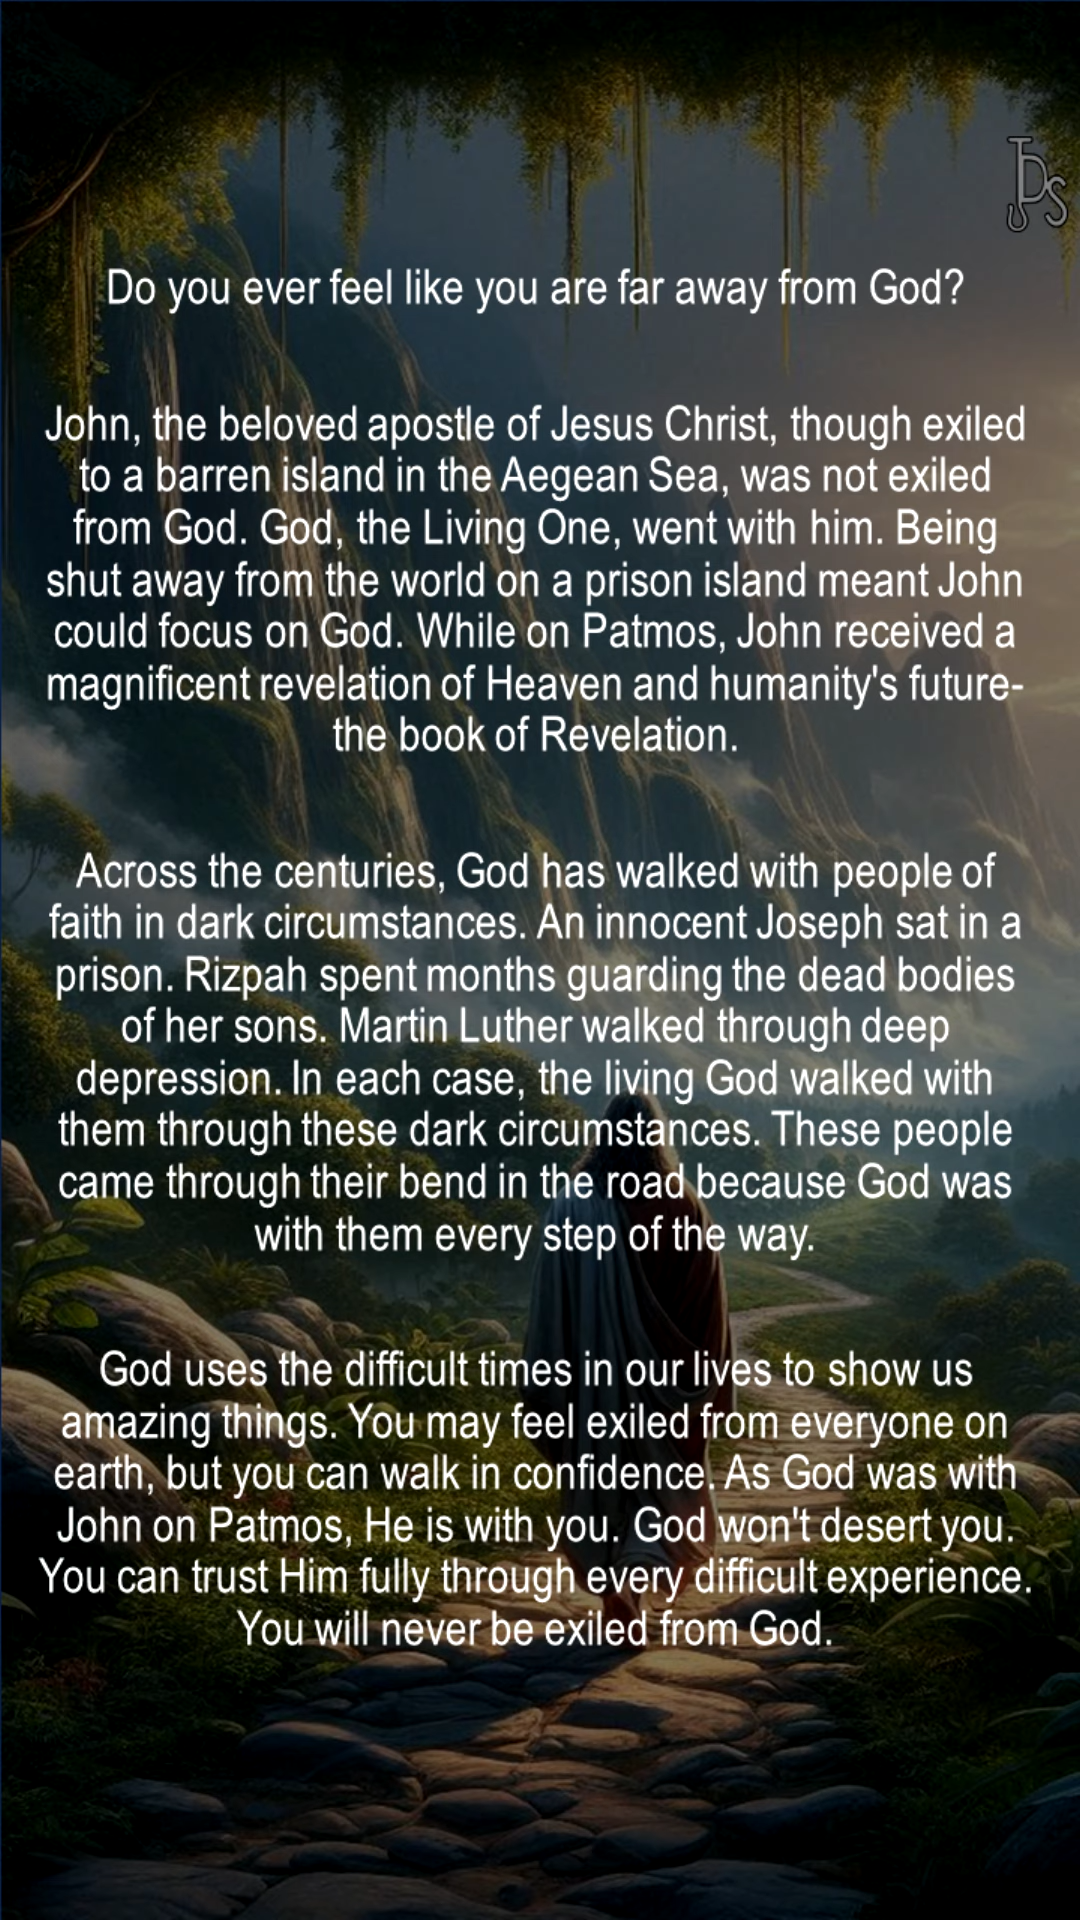 JDS
Do you ever feel like you are far away from God?
John, the beloved apostle of Jesus Christ, though exiled
to a barren island in the Aegean Sea, was not exiled
from God. God, the Living One, went with him. Being
shut away from the world on a prison island meant John
could focus on God. While on Patmos, John received a
magnificent revelation of Heaven and humanity's future-
the book of Revelation.
Across the centuries, God has walked with people of
faith in dark circumstances. An innocent Joseph sat in a
prison. Rizpah spent months guarding the dead bodies
of her sons. Martin Luther walked through deep
depression. In each case, the living God walked with
them through these dark circumstances. These people
came through their bend in the road because God was
with them every step of the way.
God uses the difficult times in our lives to show us
amazing things. You may feel exiled from everyone on
earth, but you can walk in confidence. As God was with
John on Patmos, He is with you. God won't desert you.
You can trust Him fully through every difficult experience.
You will never be exiled from God.